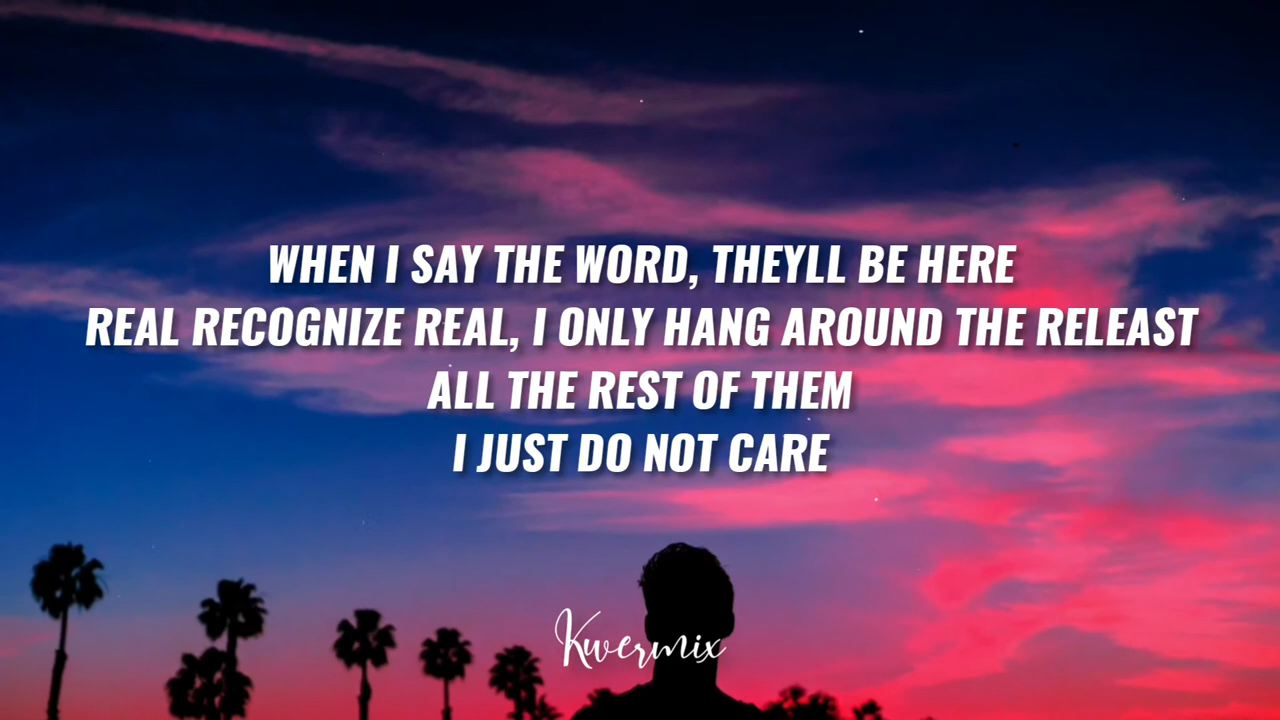 WHEN I SAY THE WORD, THEYLL BE HERE
REAL RECOGNIZE REAL, I ONLY HANG AROUND THE RELEAST
ALL THE REST OF THEM
I JUST DO NOT CARE
Kwermix